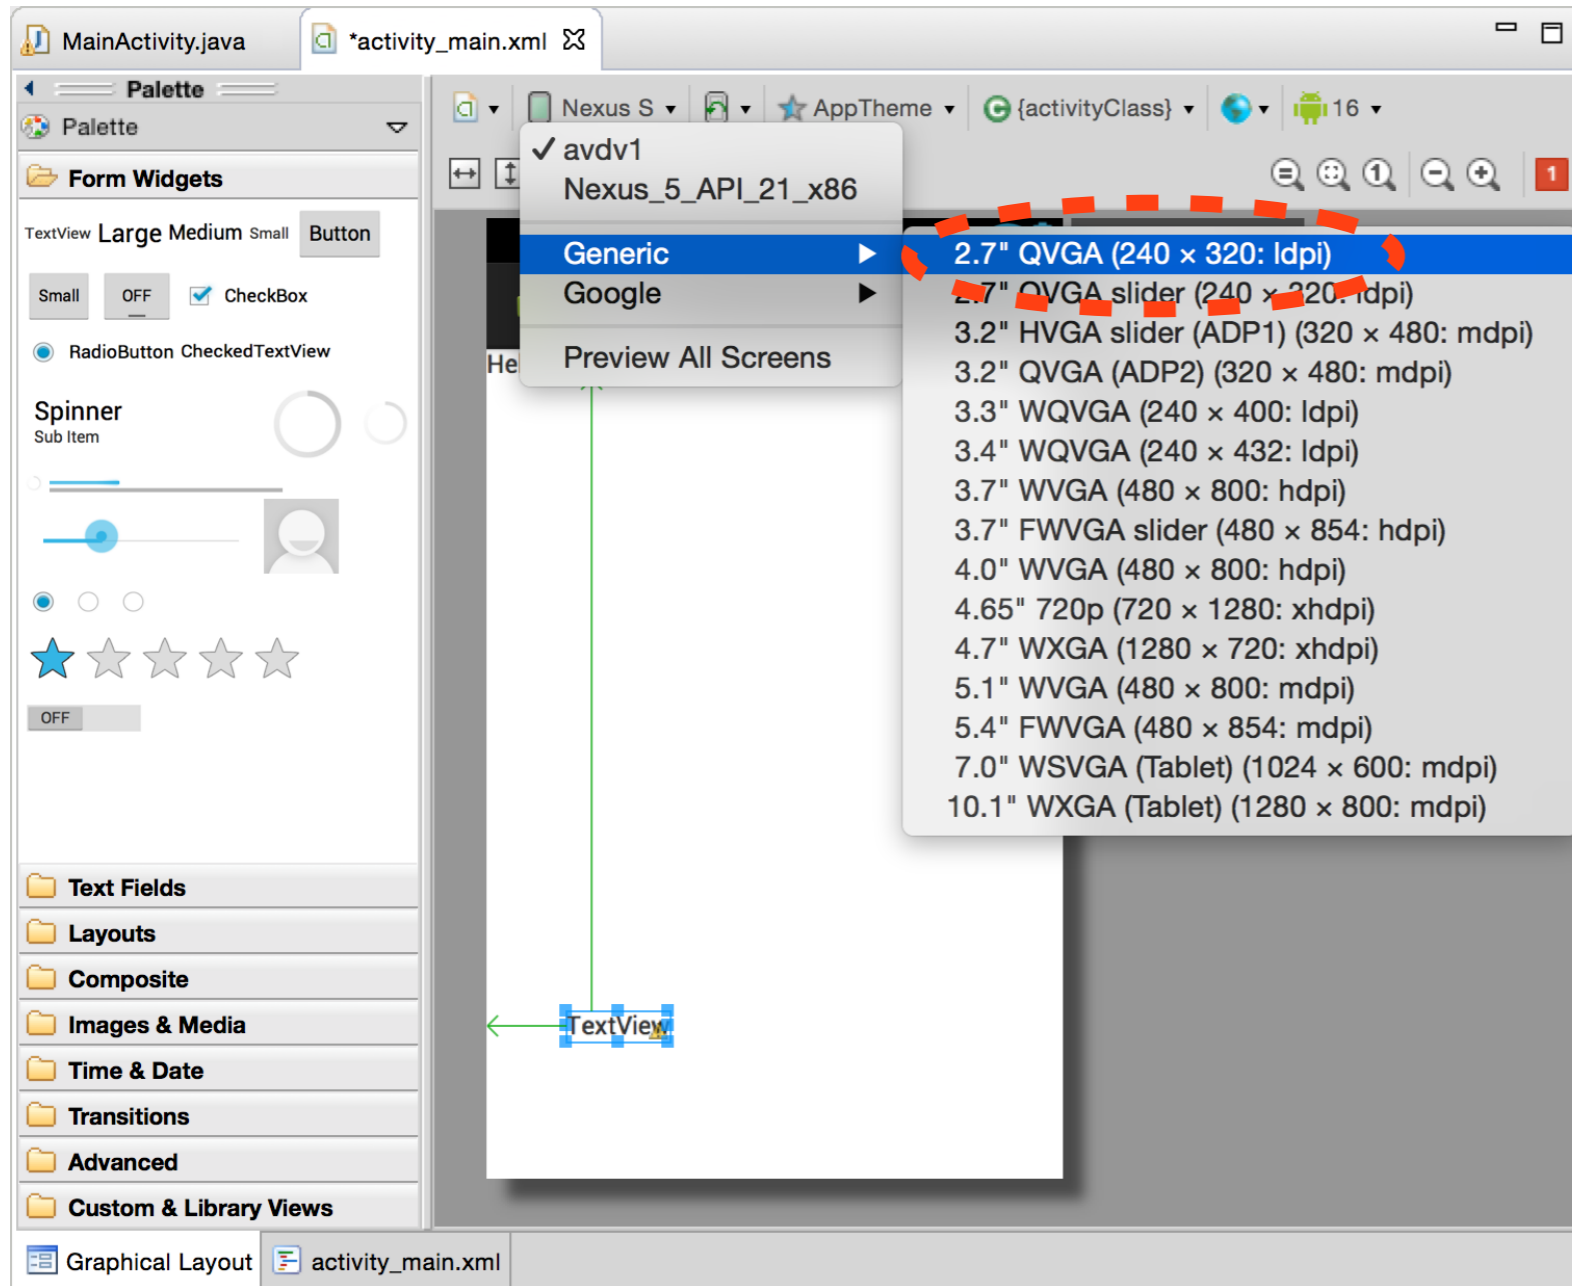 MainActivity.java
*activity_main.xml
Palette
Palette
Nexus S
AppTheme
{activityClass}
16
1
1
Form Widgets
TextView Large Medium Small Button
Small OFF CheckBox
RadioButton CheckedTextView
Spinner
Sub Item
OFF
Text Fields
Layouts
Composite
Images & Media
Time & Date
Transitions
Advanced
Custom & Library Views
avdv1
Nexus_5_API_21_x86
Generic
Google
Preview All Screens
2.7" QVGA (240 × 320: ldpi)
2.7" QVGA slider (240 × 320: ldpi)
3.2" HVGA slider (ADP1) (320 × 480: mdpi)
3.2" QVGA (ADP2) (320 × 480: mdpi)
3.3" WQVGA (240 × 400: ldpi)
3.4" WQVGA (240 × 432: ldpi)
3.7" WVGA (480 × 800: hdpi)
3.7" FWVGA slider (480 × 854: hdpi)
4.0" WVGA (480 × 800: hdpi)
4.65" 720p (720 × 1280: xhdpi)
4.7" WXGA (1280 × 720: xhdpi)
5.1" WVGA (480 × 800: mdpi)
5.4" FWVGA (480 × 854: mdpi)
7.0" WSVGA (Tablet) (1024 × 600: mdpi)
10.1" WXGA (Tablet) (1280 × 800: mdpi)
TextView
Graphical Layout
activity_main.xml